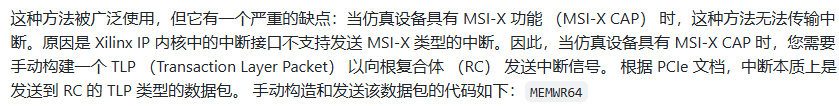 这种方法被广泛使用，但它有一个严重的缺点：当仿真设备具有 MSI-X 功能 （MSI-X CAP） 时，这种方法无法传输中
断。原因是 Xilinx IP 内核中的中断接口不支持发送 MSI-X 类型的中断。因此，当仿真设备具有 MSI-X CAP 时，您需要
手动构建一个 TLP （Transaction Layer Packet） 以向根复合体 （RC） 发送中断信号。 根据 PCIe 文档，中断本质上是
发送到 RC 的 TLP 类型的数据包。 手动构造和发送该数据包的代码如下： MEMWR64